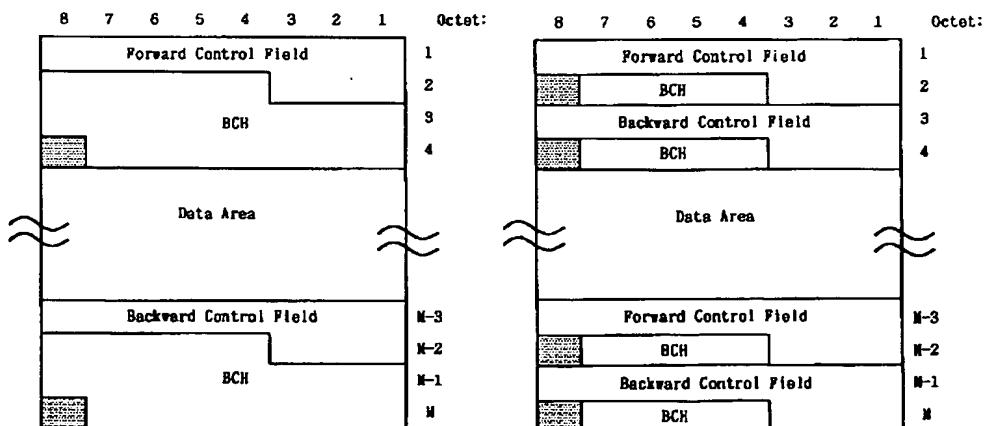 8 7 6 5 4 3 2 1 Octet:
Forward Control Field 1
2
BCH 3
4
Data Area
Backward Control Field M-3
M-2
BCH M-1
M
8 7 6 5 4 3 2 1 Octet:
Forward Control Field 1
BCH 2
Backward Control Field 3
BCH 4
Data Area
Forward Control Field M-3
BCH M-2
Backward Control Field M-1
BCH M